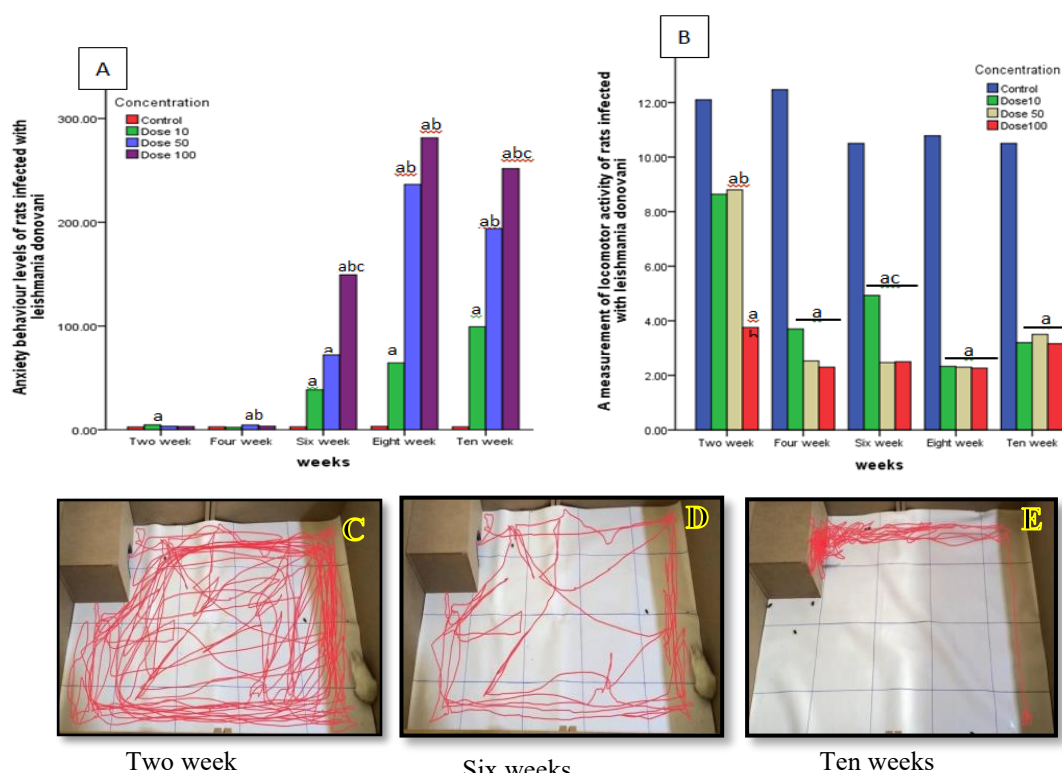 A
Concentration
Control
Dose 10
Dose 50
Dose 100
Anxiety behaviour levels of rats infected with
leishmania donovani
300.00
200.00
100.00
0.00
a
ab
a
a
abc
a
ab
ab
a
ab
abc
Two week
Four week
Six week
Eight week
Ten week
weeks
B
Concentration
Control
Dose10
Dose 50
Dose100
A measurement of locomotor activity of rats infected
with leishmania donovani
12.00
10.00
8.00
6.00
4.00
2.00
0.00
ab
a
a
ac
a
a
Two week
Four week
Six week
Eight week
Ten week
weeks
C
D
E
Two week
Six weeks
Ten weeks